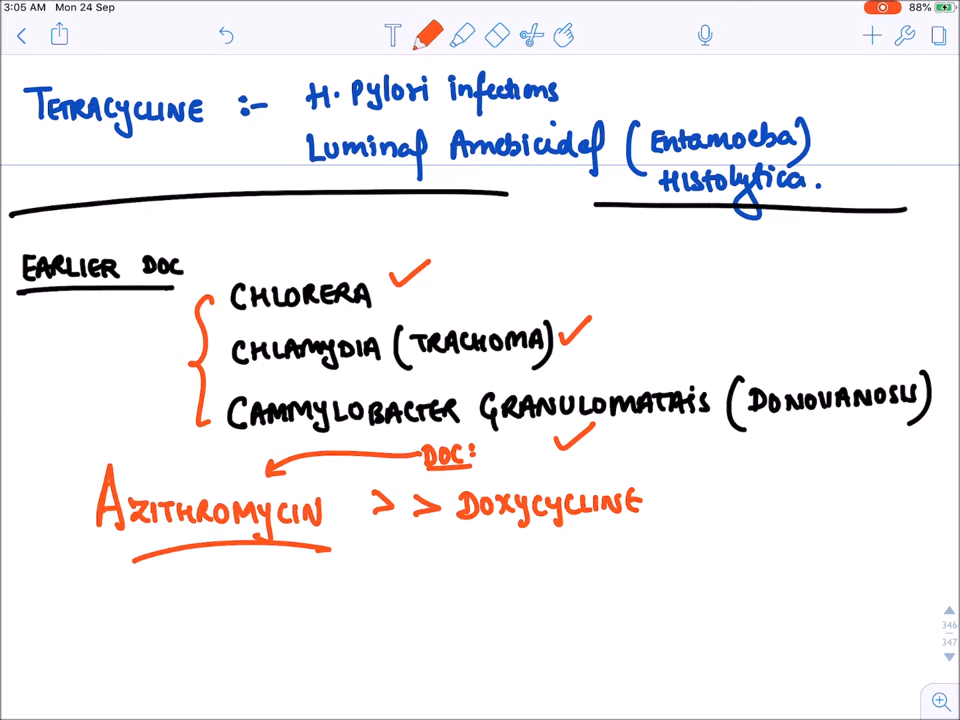 3:05 AM Mon 24 Sep 88%
T
TETRACYCLINE :- H. Pylori infections
Luminal Amebicidal (Entamoeba
Histolytica.)
EARLIER DOC
CHLORERA
CHLAMYDIA (TRACHOMA)
CAMMYLOBACTER GRANULOMATAIS (DONOVANOSIS)
DOC:
AZITHROMYCIN >> DOXYCYCLINE
346
347